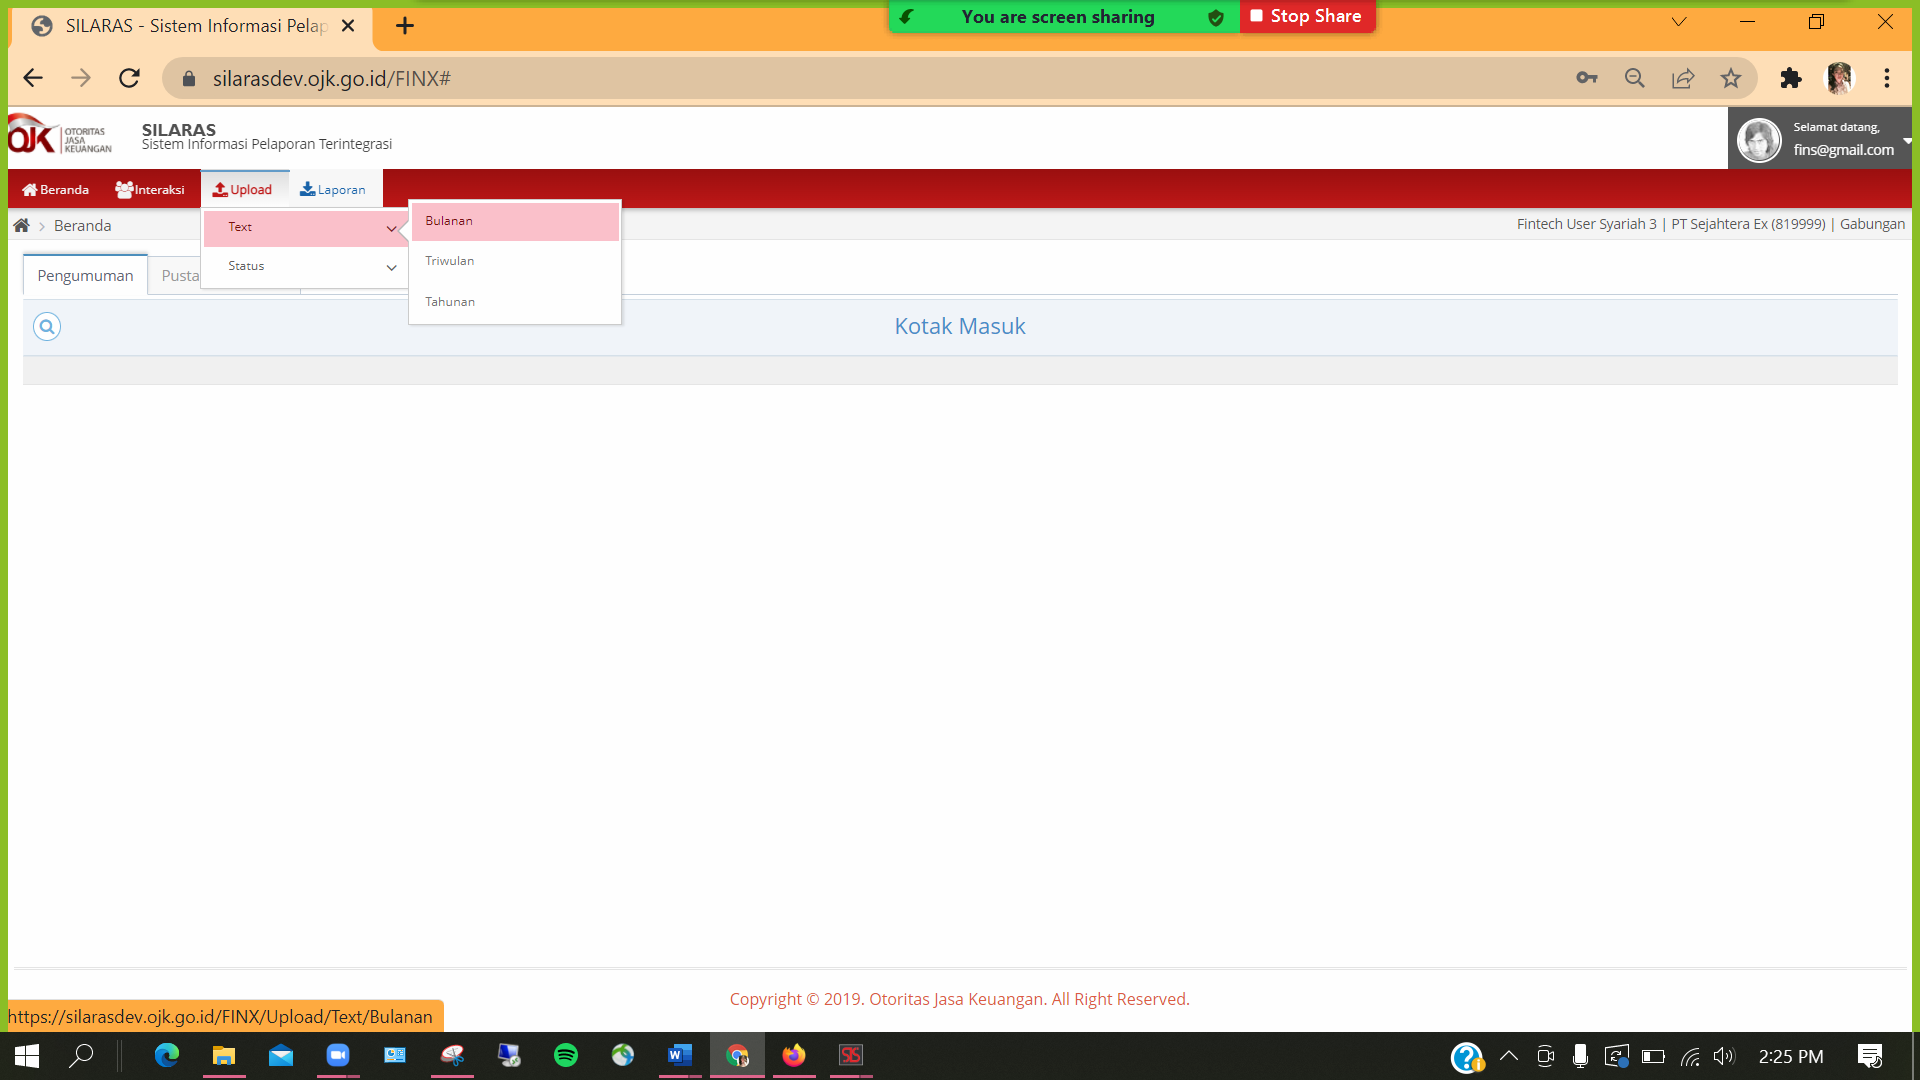 You are screen sharing
Stop Share
SILARAS - Sistem Informasi Pelap
silarasdev.ojk.go.id/FINX#
OJK
OTORITAS
JASA
KEUANGAN
SILARAS
Sistem Informasi Pelaporan Terintegrasi
Selamat datang,
fins@gmail.com
Beranda Interaksi Upload Laporan
Beranda
Fintech User Syariah 3 | PT Sejahtera Ex (819999) | Gabungan
Text
Status
Bulanan
Triwulan
Tahunan
Pengumuman Pusta
Kotak Masuk
Copyright © 2019. Otoritas Jasa Keuangan. All Right Reserved.
https://silarasdev.ojk.go.id/FINX/Upload/Text/Bulanan
2:25 PM